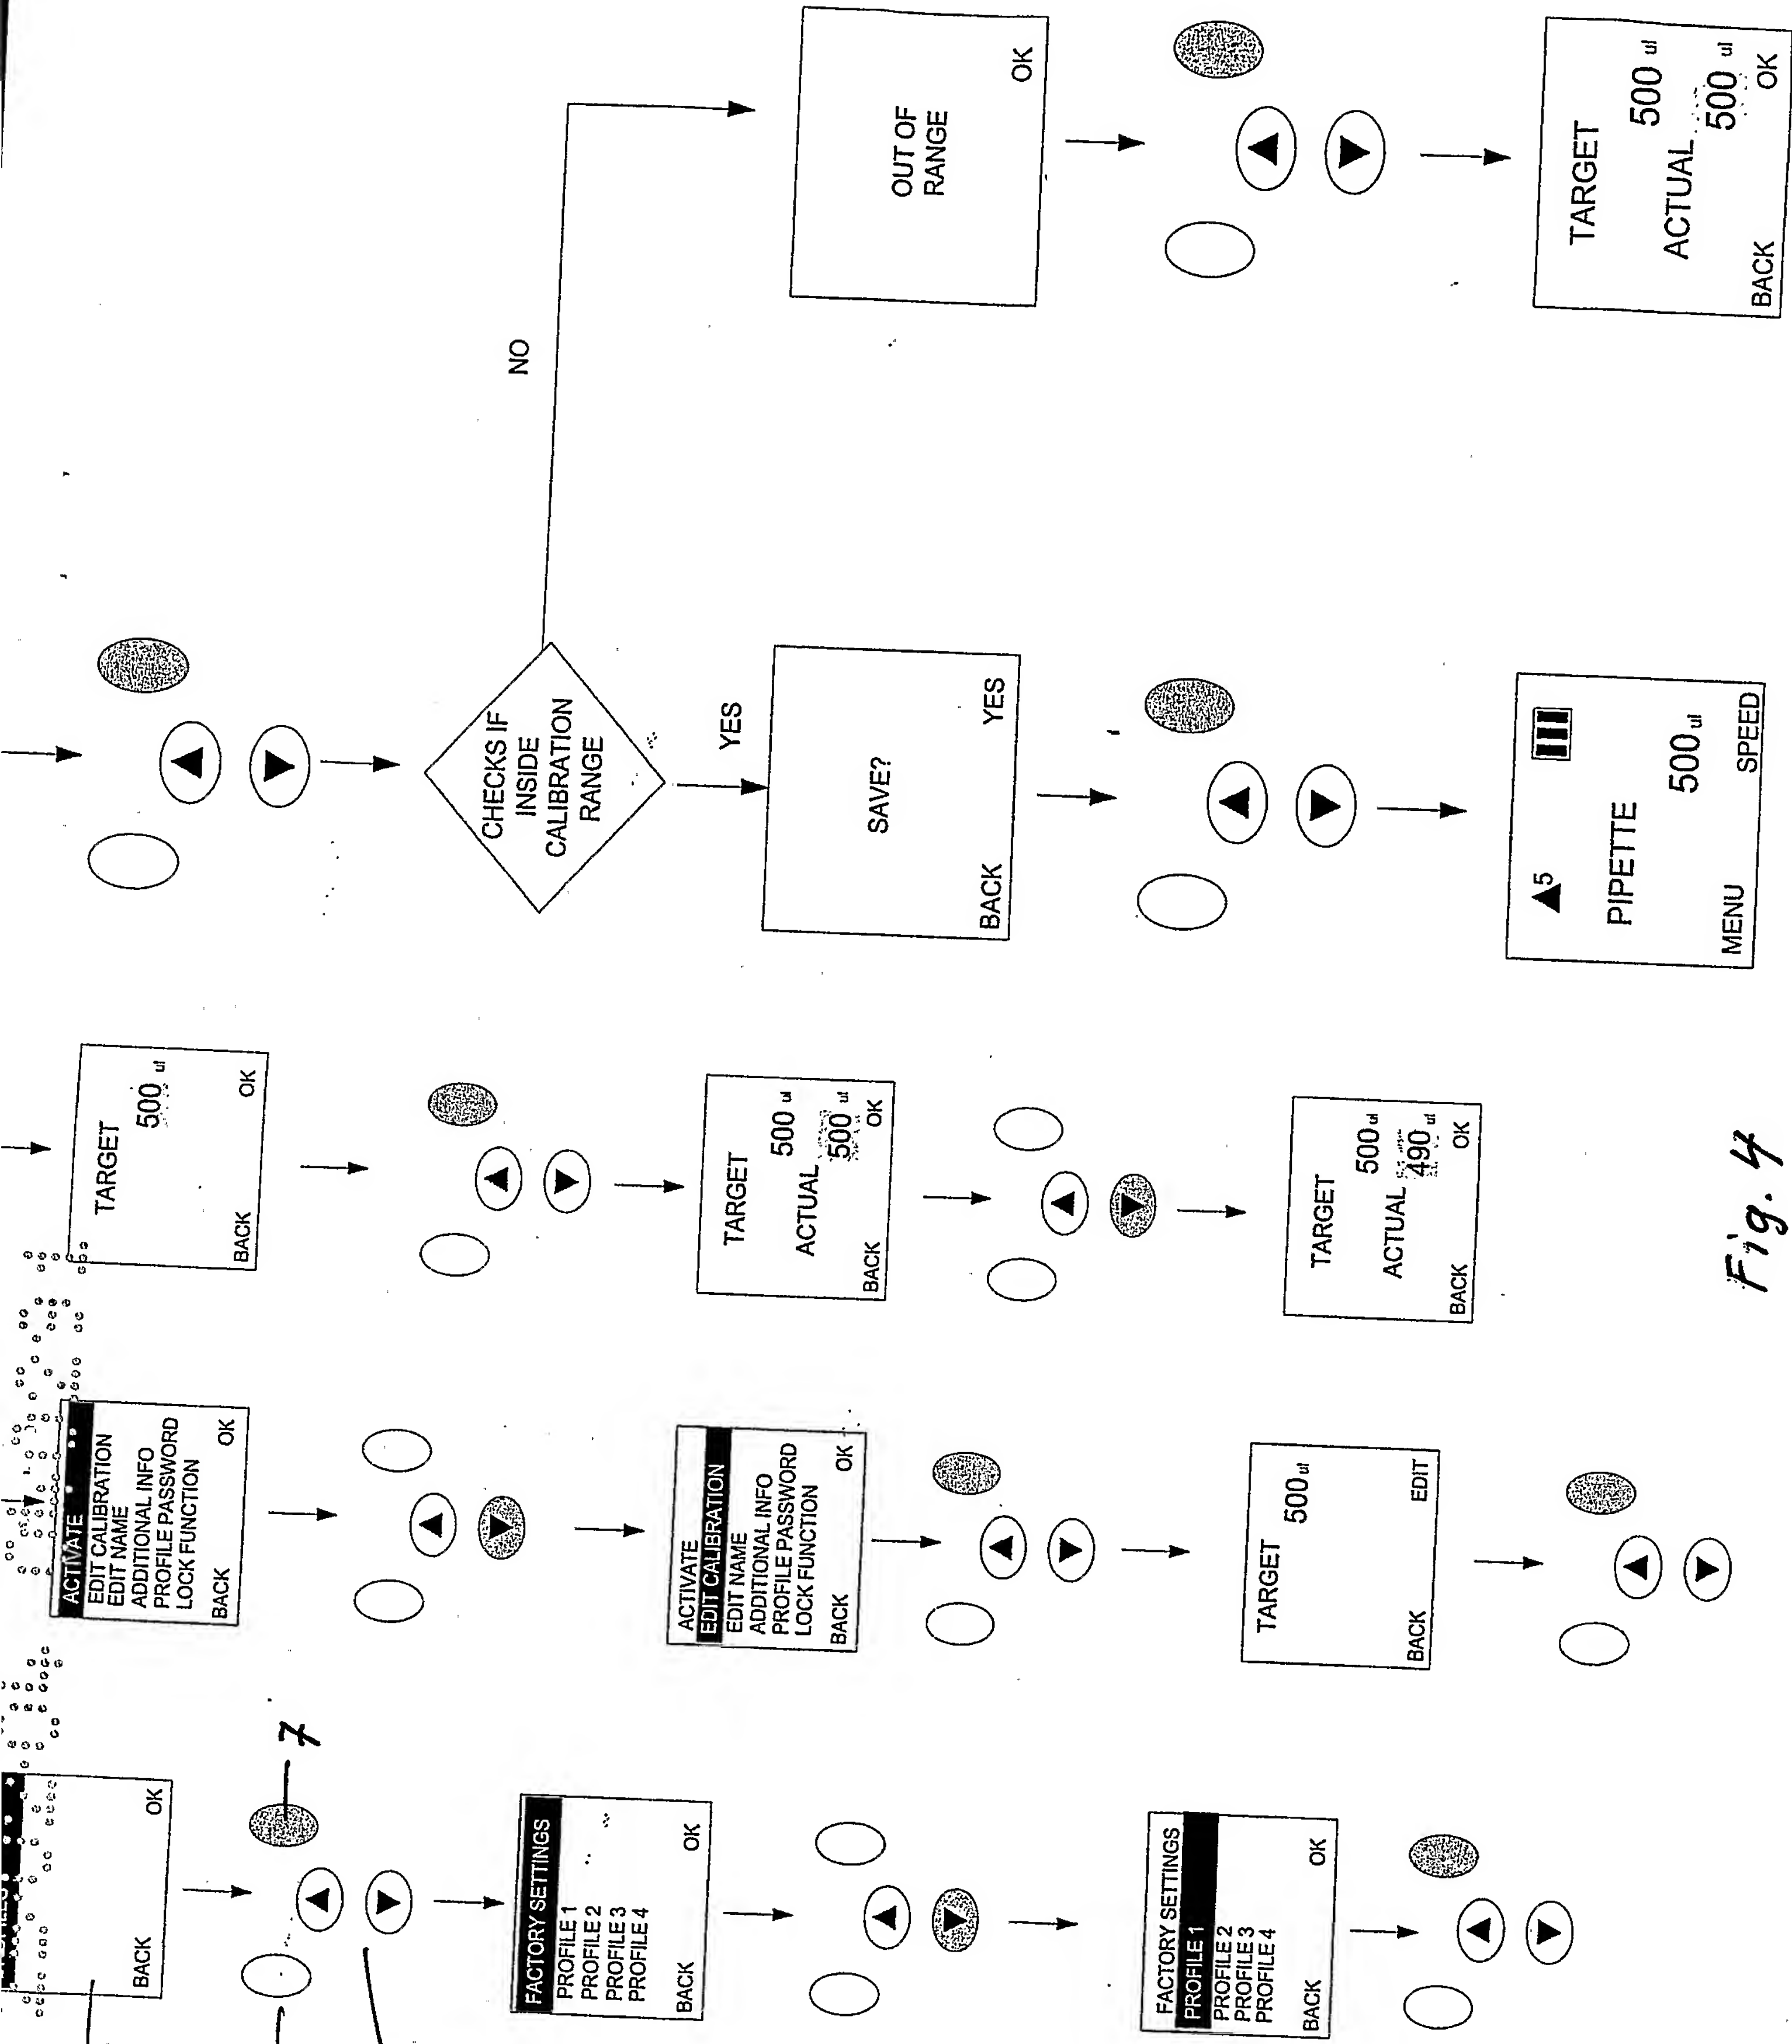 BACK OK
7
FACTORY SETTINGS
PROFILE 1
PROFILE 2
PROFILE 3
PROFILE 4
BACK OK
FACTORY SETTINGS
PROFILE 1
PROFILE 2
PROFILE 3
PROFILE 4
BACK OK
ACTIVATE
EDIT CALIBRATION
EDIT NAME
ADDITIONAL INFO
PROFILE PASSWORD
LOCK FUNCTION
BACK OK
ACTIVATE
EDIT CALIBRATION
EDIT NAME
ADDITIONAL INFO
PROFILE PASSWORD
LOCK FUNCTION
BACK OK
TARGET
500 ul
BACK EDIT
TARGET
500 ul
BACK OK
TARGET
500 ul
ACTUAL
500 ul
BACK OK
TARGET
500 ul
ACTUAL
490 ul
BACK OK
CHECKS IF
INSIDE
CALIBRATION
RANGE
YES
NO
SAVE?
BACK YES
▲5
PIPETTE
500 ul
MENU SPEED
OUT OF
RANGE
OK
TARGET
500 ul
ACTUAL
500 ul
BACK OK
Fig. 4